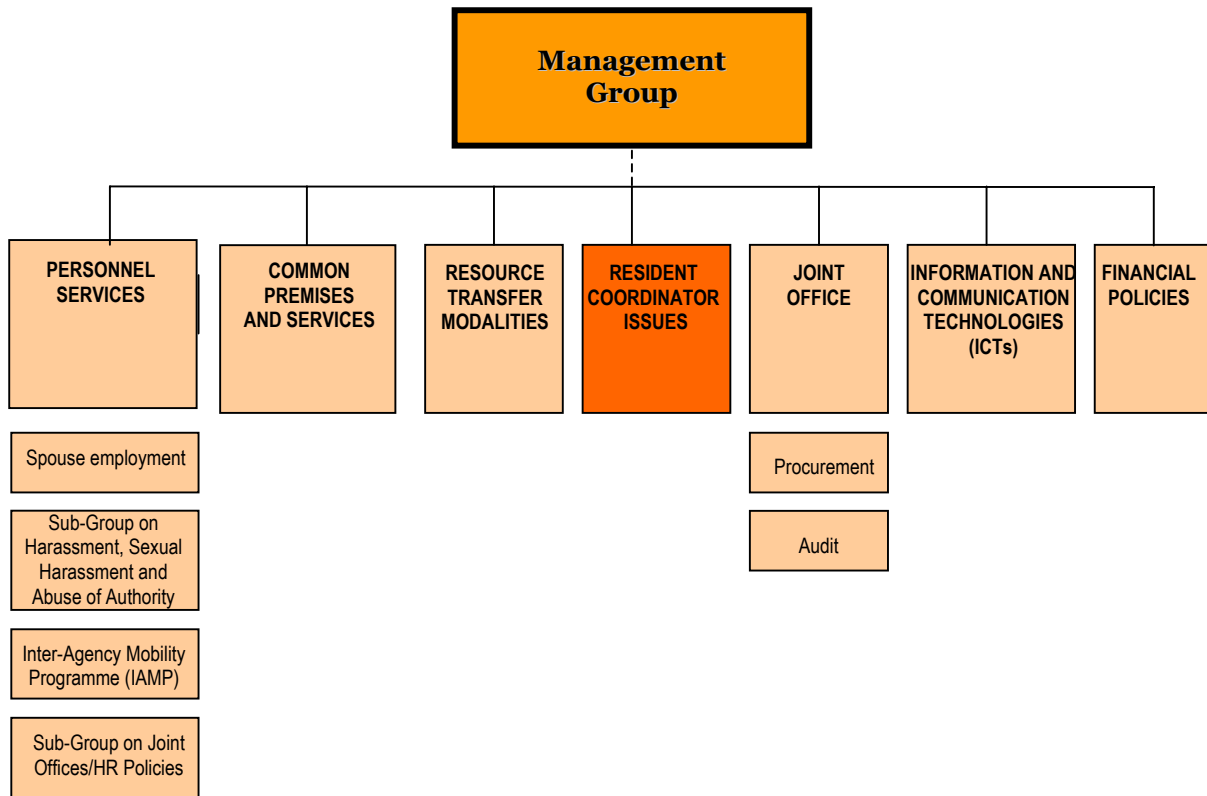 Management
Group
PERSONNEL
SERVICES
COMMON
PREMISES
AND SERVICES
RESOURCE
TRANSFER
MODALITIES
RESIDENT
COORDINATOR
ISSUES
JOINT
OFFICE
INFORMATION AND
COMMUNICATION
TECHNOLOGIES
(ICTs)
FINANCIAL
POLICIES
Spouse employment
Sub-Group on
Harassment, Sexual
Harassment and
Abuse of Authority
Inter-Agency Mobility
Programme (IAMP)
Sub-Group on Joint
Offices/HR Policies
Procurement
Audit